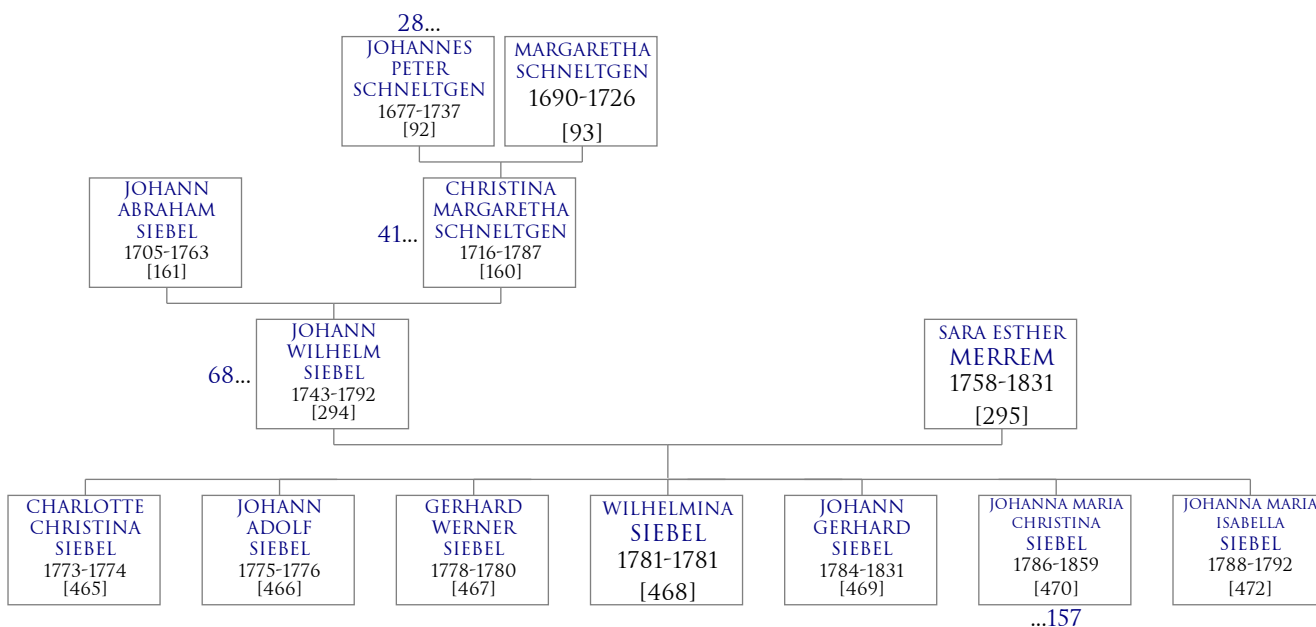 28...
JOHANNES
PETER
SCHNELTGEN
1677-1737
[92]
MARGARETHA
SCHNELTGEN
1690-1726
[93]
JOHANN
ABRAHAM
SIEBEL
1705-1763
[161]
41...
CHRISTINA
MARGARETHA
SCHNELTGEN
1716-1787
[160]
68...
JOHANN
WILHELM
SIEBEL
1743-1792
[294]
SARA ESTHER
MERREM
1758-1831
[295]
CHARLOTTE
CHRISTINA
SIEBEL
1773-1774
[465]
JOHANN
ADOLF
SIEBEL
1775-1776
[466]
GERHARD
WERNER
SIEBEL
1778-1780
[467]
WILHELMINA
SIEBEL
1781-1781
[468]
JOHANN
GERHARD
SIEBEL
1784-1831
[469]
JOHANNA MARIA
CHRISTINA
SIEBEL
1786-1859
[470]
...157
JOHANNA MARIA
ISABELLA
SIEBEL
1788-1792
[472]